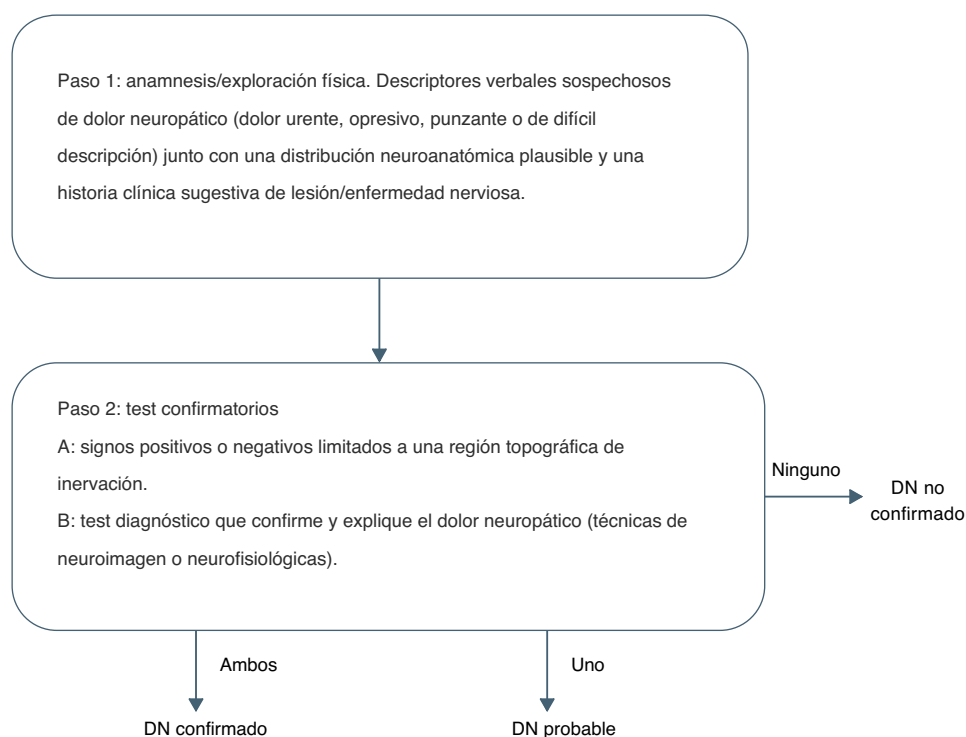 Paso 1: anamnesis/exploración física. Descriptores verbales sospechosos
de dolor neuropático (dolor urente, opresivo, punzante o de difícil
descripción) junto con una distribución neuroanatómica plausible y una
historia clínica sugestiva de lesión/enfermedad nerviosa.
Paso 2: test confirmatorios
A: signos positivos o negativos limitados a una región topográfica de
inervación.
B: test diagnóstico que confirme y explique el dolor neuropático (técnicas de
neuroimagen o neurofisiológicas).
Ninguno
DN no
confirmado
Ambos
Uno
DN confirmado
DN probable